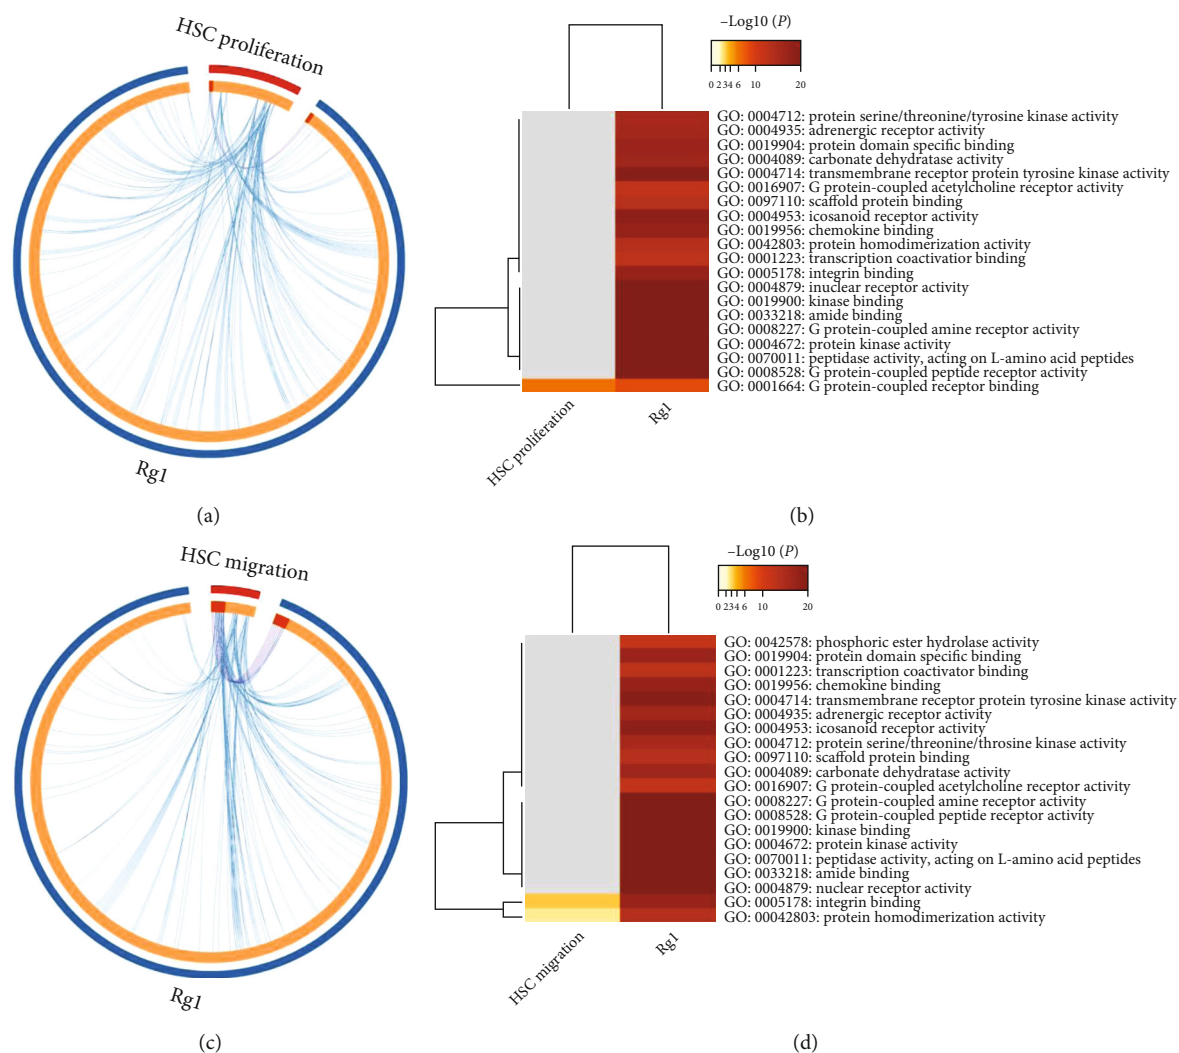 HSC proliferation
Rg1
(a)
–Log10 (P)
0 2 3 4 6 10 20
GO: 0004712: protein serine/threonine/tyrosine kinase activity
GO: 0004935: adrenergic receptor activity
GO: 0019904: protein domain specific binding
GO: 0004089: carbonate dehydratase activity
GO: 0004714: transmembrane receptor protein tyrosine kinase activity
GO: 0016907: G protein-coupled acetylcholine receptor activity
GO: 0097110: scaffold protein binding
GO: 0004953: icosanoid receptor activity
GO: 0019956: chemokine binding
GO: 0042803: protein homodimerization activity
GO: 0001223: transcription coactivatior binding
GO: 0005178: integrin binding
GO: 0004879: inuclear receptor activity
GO: 0019900: kinase binding
GO: 0033218: amide binding
GO: 0008227: G protein-coupled amine receptor activity
GO: 0004672: protein kinase activity
GO: 0070011: peptidase activity, acting on L-amino acid peptides
GO: 0008528: G protein-coupled peptide receptor activity
GO: 0001664: G protein-coupled receptor binding
HSC proliferation
Rg1
(b)
HSC migration
Rg1
(c)
–Log10 (P)
0 2 3 4 6 10 20
GO: 0042578: phosphoric ester hydrolase activity
GO: 0019904: protein domain specific binding
GO: 0001223: transcription coactivator binding
GO: 0019956: chemokine binding
GO: 0004714: transmembrane receptor protein tyrosine kinase activity
GO: 0004935: adrenergic receptor activity
GO: 0004953: icosanoid receptor activity
GO: 0004712: protein serine/threonine/throsine kinase activity
GO: 0097110: scaffold protein binding
GO: 0004089: carbonate dehydratase activity
GO: 0016907: G protein-coupled acetylcholine receptor activity
GO: 0008227: G protein-coupled amine receptor activity
GO: 0008528: G protein-coupled peptide receptor activity
GO: 0019900: kinase binding
GO: 0004672: protein kinase activity
GO: 0070011: peptidase activity, acting on L-amino acid peptides
GO: 0033218: amide binding
GO: 0004879: nuclear receptor activity
GO: 0005178: integrin binding
GO: 00042803: protein homodimerization activity
HSC migration
Rg1
(d)